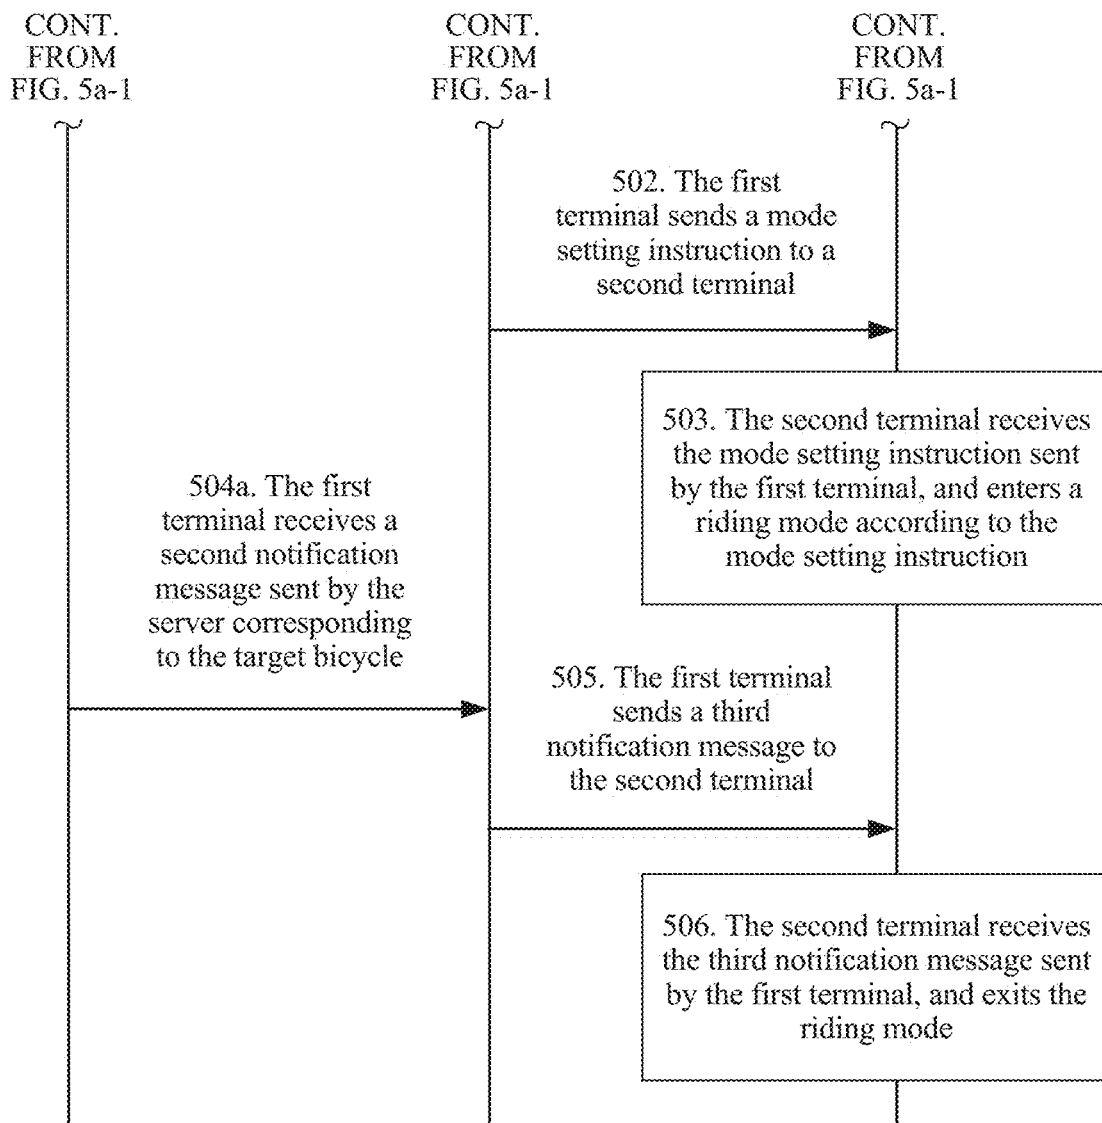 CONT.
FROM
FIG. 5a-1
CONT.
FROM
FIG. 5a-1
CONT.
FROM
FIG. 5a-1
502. The first
terminal sends a mode
setting instruction to a
second terminal
503. The second terminal receives
the mode setting instruction sent
by the first terminal, and enters a
riding mode according to the
mode setting instruction
504a. The first
terminal receives a
second notification
message sent by the
server corresponding
to the target bicycle
505. The first terminal
sends a third
notification message to
the second terminal
506. The second terminal receives
the third notification message sent
by the first terminal, and exits the
riding mode